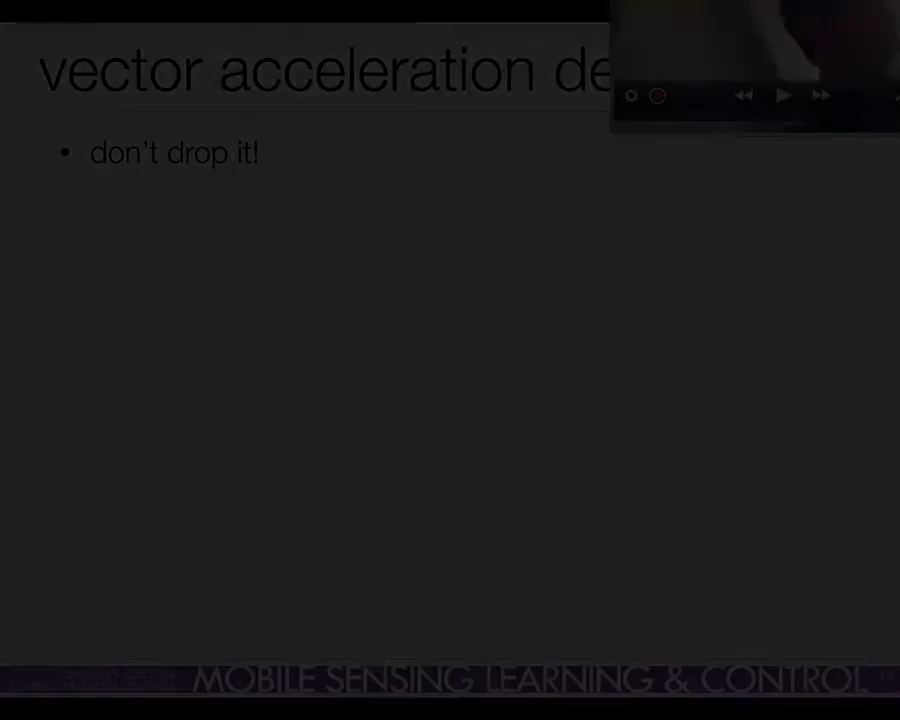 vector acceleration de
• don't drop it!
MOBILE SENSING LEARNING & CONTROL